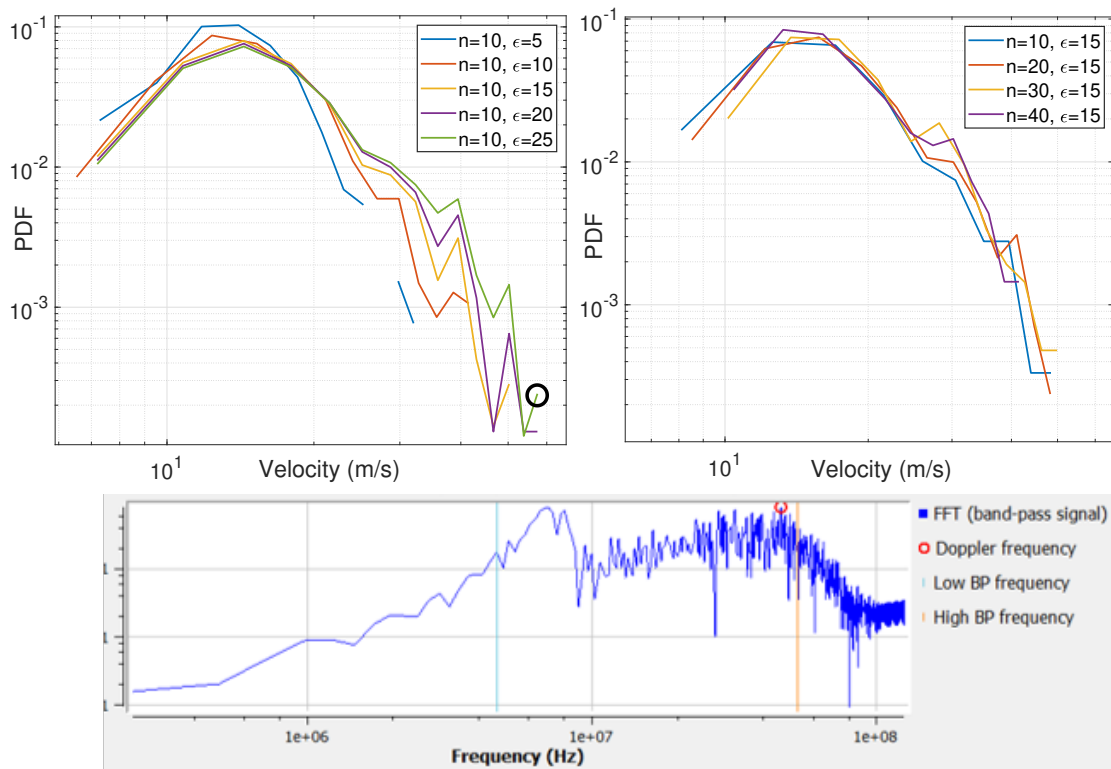 10^-1
10^-2
10^-3
PDF
n=10, ϵ=5
n=10, ϵ=10
n=10, ϵ=15
n=10, ϵ=20
n=10, ϵ=25
10^1
Velocity (m/s)
10^-1
10^-2
10^-3
PDF
n=10, ϵ=15
n=20, ϵ=15
n=30, ϵ=15
n=40, ϵ=15
10^1
Velocity (m/s)
1
1
1
1e+06
1e+07
1e+08
Frequency (Hz)
FFT (band-pass signal)
Doppler frequency
Low BP frequency
High BP frequency